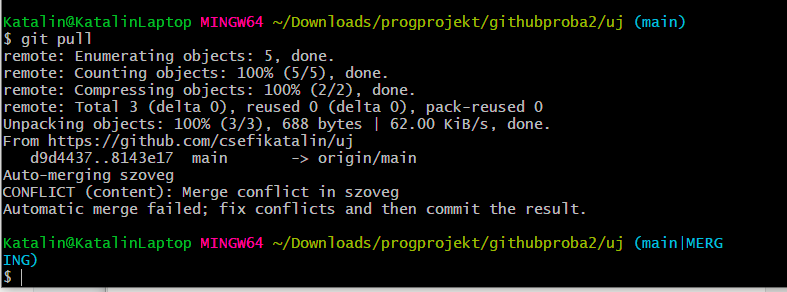 Katalin@KatalinLaptop MINGW64 ~/Downloads/progprojekt/githubproba2/uj (main)
$ git pull
remote: Enumerating objects: 5, done.
remote: Counting objects: 100% (5/5), done.
remote: Compressing objects: 100% (2/2), done.
remote: Total 3 (delta 0), reused 0 (delta 0), pack-reused 0
Unpacking objects: 100% (3/3), 688 bytes | 62.00 KiB/s, done.
From https://github.com/csefikatalin/uj
   d9d4437..8143e17  main       -> origin/main
Auto-merging szoveg
CONFLICT (content): Merge conflict in szoveg
Automatic merge failed; fix conflicts and then commit the result.

Katalin@KatalinLaptop MINGW64 ~/Downloads/progprojekt/githubproba2/uj (main|MERG
ING)
$